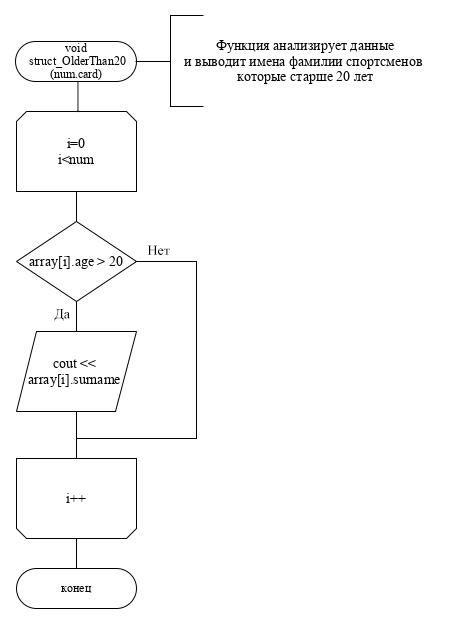 void
struct_OlderThan20
(num.card)
Функция анализирует данные
и выводит имена фамилии спортсменов
которые старше 20 лет
i=0
i<num
array[i].age > 20
Нет
Да
cout <<
array[i].surname
i++
конец